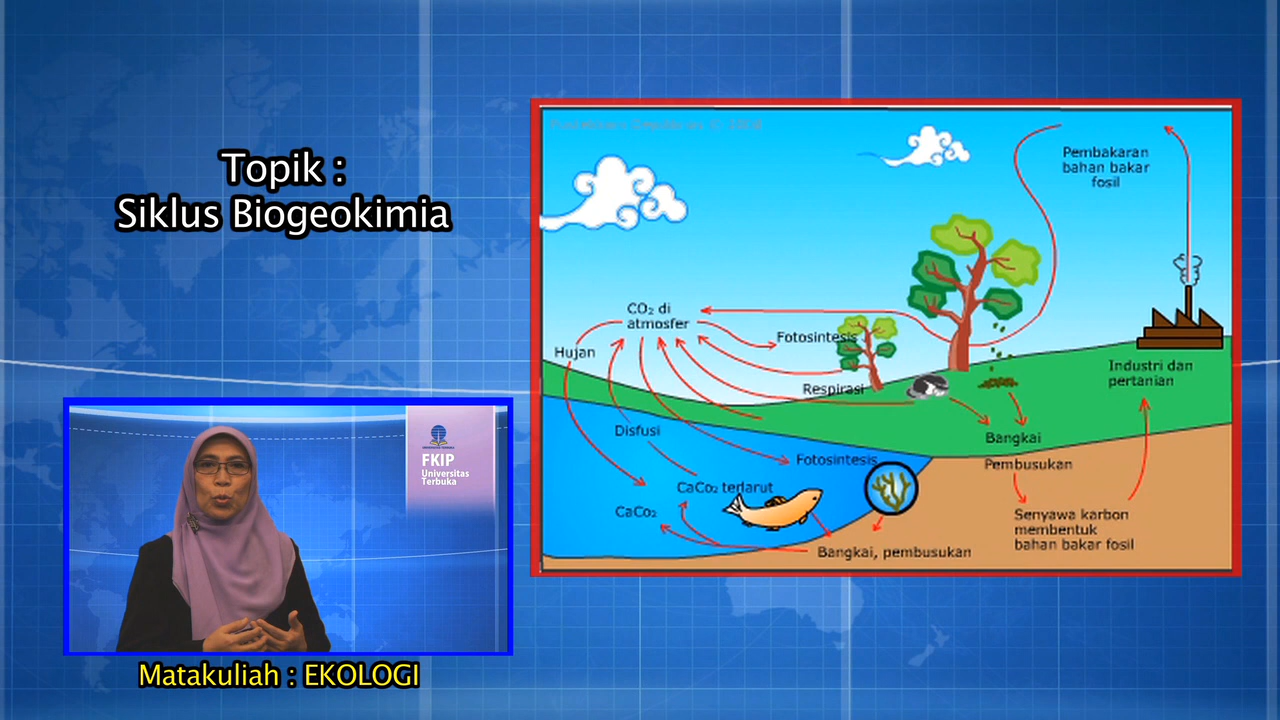 Topik :
Siklus Biogeokimia
Pembakaran
bahan bakar
fosil
CO₂ di
atmosfer
Fotosintesis
Hujan
Respirasi
Industri dan
pertanian
Disfusi
Bangkai
Fotosintesis
Pembusukan
CaCo₂ terlarut
CaCo₂
Senyawa karbon
membentuk
bahan bakar fosil
Bangkai, pembusukan
FKIP
Universitas
Terbuka
Matakuliah : EKOLOGI